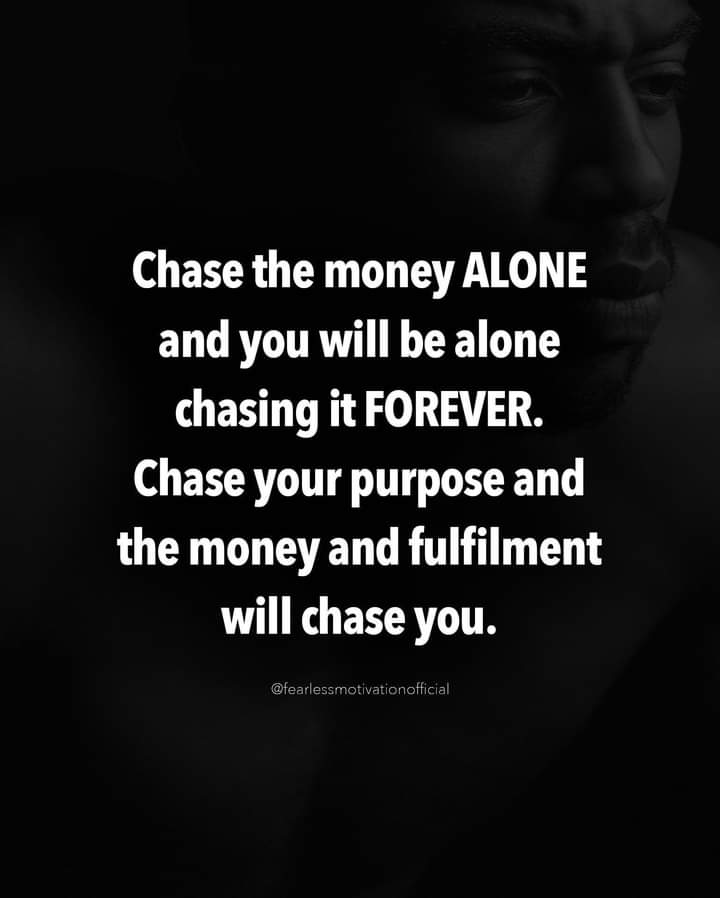 Chase the money ALONE
and you will be alone
chasing it FOREVER.
Chase your purpose and
the money and fulfilment
will chase you.
@fearlessmotivationofficial